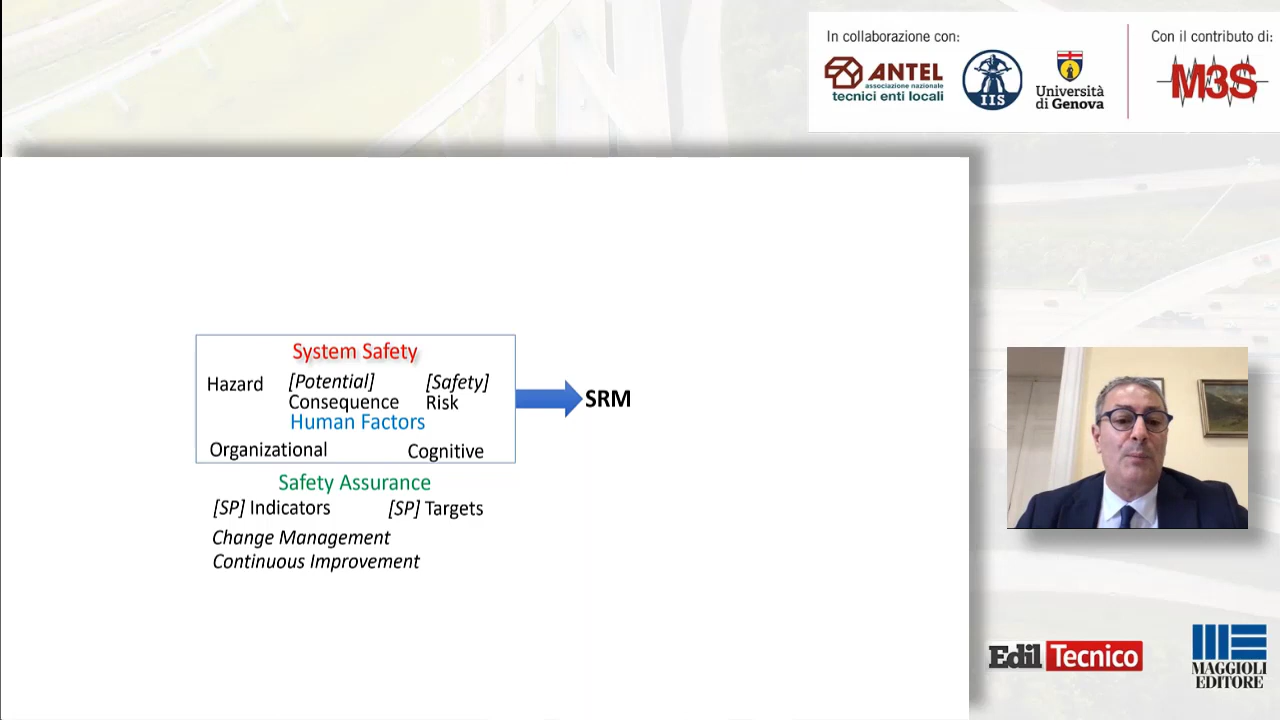 In collaborazione con:
Con il contributo di:
ANTEL
associazione nazionale
tecnici enti locali
IIS
Università
di Genova
M3S
System Safety
Hazard
[Potential]
Consequence
[Safety]
Risk
Human Factors
Organizational
Cognitive
SRM
Safety Assurance
[SP] Indicators
[SP] Targets
Change Management
Continuous Improvement
Edil Tecnico
MAGGIOLI
EDITORE